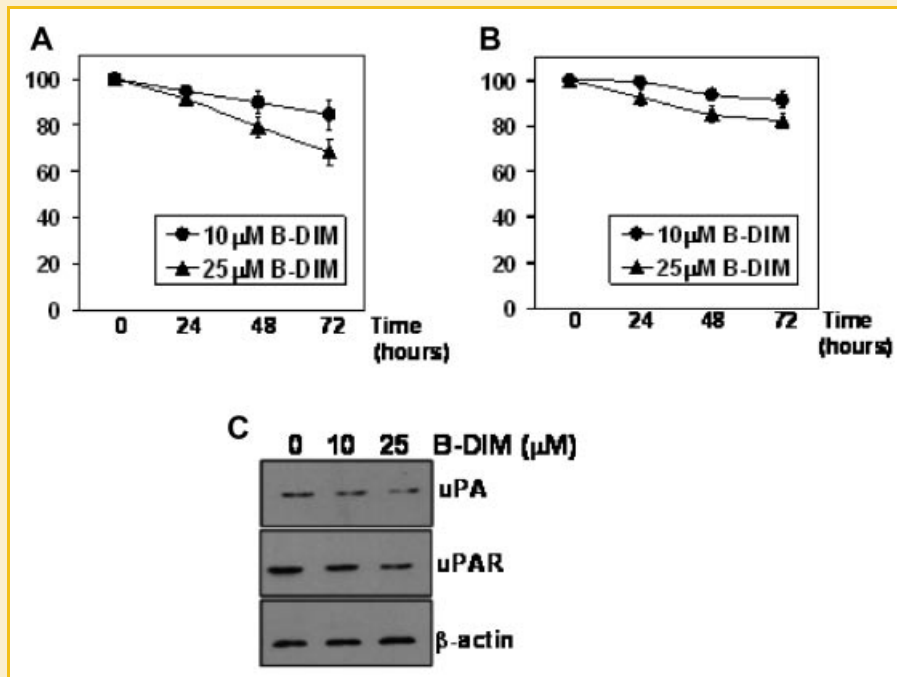 A
100
80
60
40
20
0
10 µM B-DIM
25 µM B-DIM
0 24 48 72 Time
(hours)
B
100
80
60
40
20
0
10 µM B-DIM
25 µM B-DIM
0 24 48 72 Time
(hours)
C
0 10 25 B-DIM (µM)
uPA
uPAR
β-actin